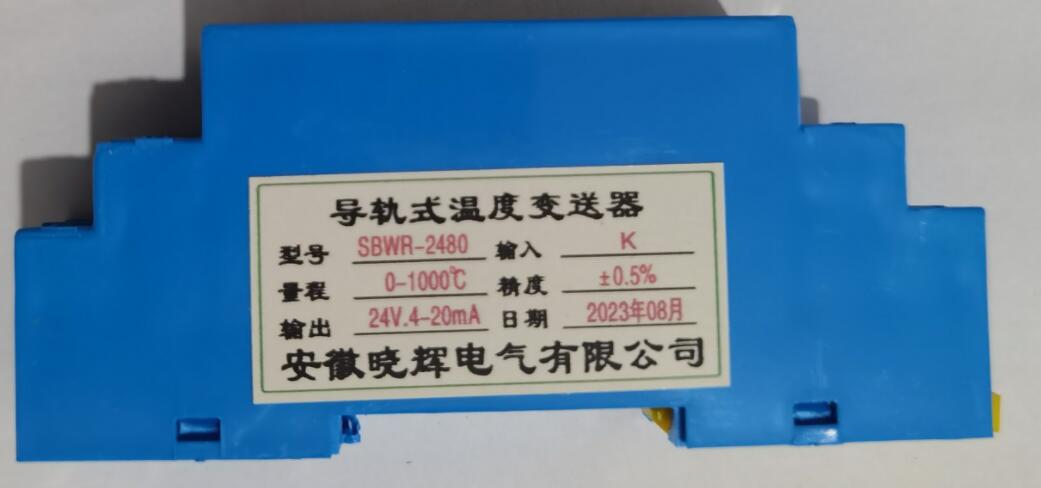 导轨式温度变送器
型号 SBWR-2480 输入 K
量程 0-1000℃ 精度 ±0.5%
输出 24V.4-20mA 日期 2023年08月
安徽晓辉电气有限公司